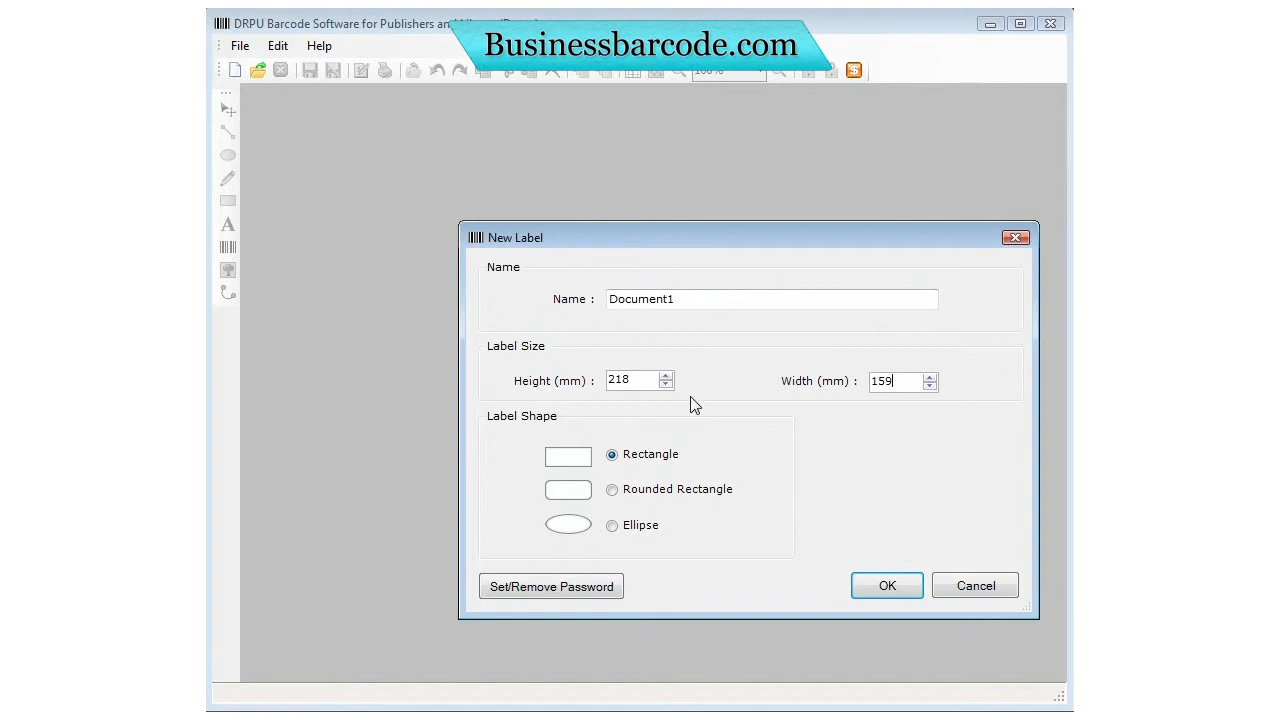 DRPU Barcode Software for Publishers an
Businessbarcode.com
File Edit Help
100%
New Label
Name
Name : Document1
Label Size
Height (mm) : 218 Width (mm) : 159
Label Shape
Rectangle
Rounded Rectangle
Ellipse
Set/Remove Password OK Cancel